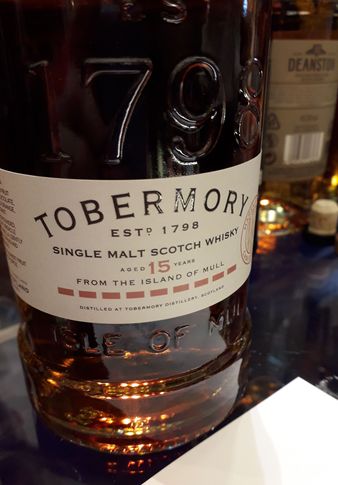 1798
TOBERMORY
ESTD 1798
SINGLE MALT SCOTCH WHISKY
AGED 15 YEARS
FROM THE ISLAND OF MULL
DISTILLED AT TOBERMORY DISTILLERY, SCOTLAND
ISLE OF MULL
DEANSTON